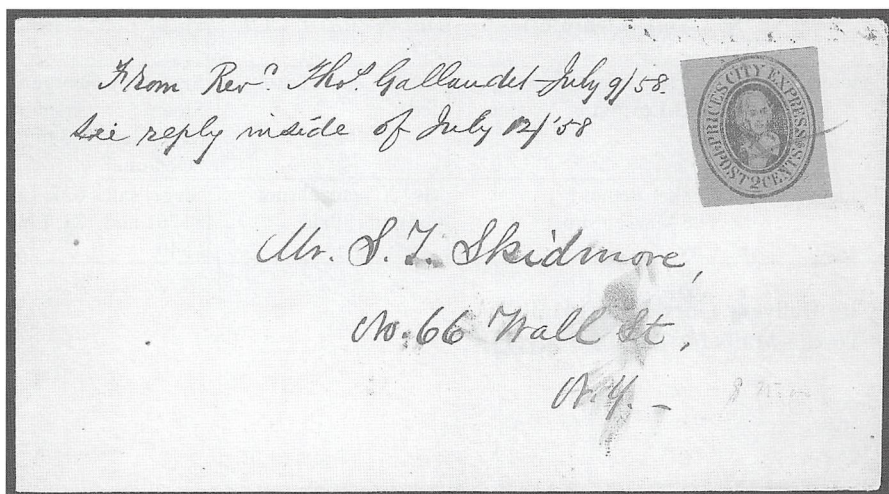 From Rev.d Thos. Gallaudet - July 9/58.
See reply inside of July 12/58
PRICE'S CITY EXPRESS
POST 2 CENTS
Mr. S. T. Skidmore,
No. 66 Wall St,
N.Y. -